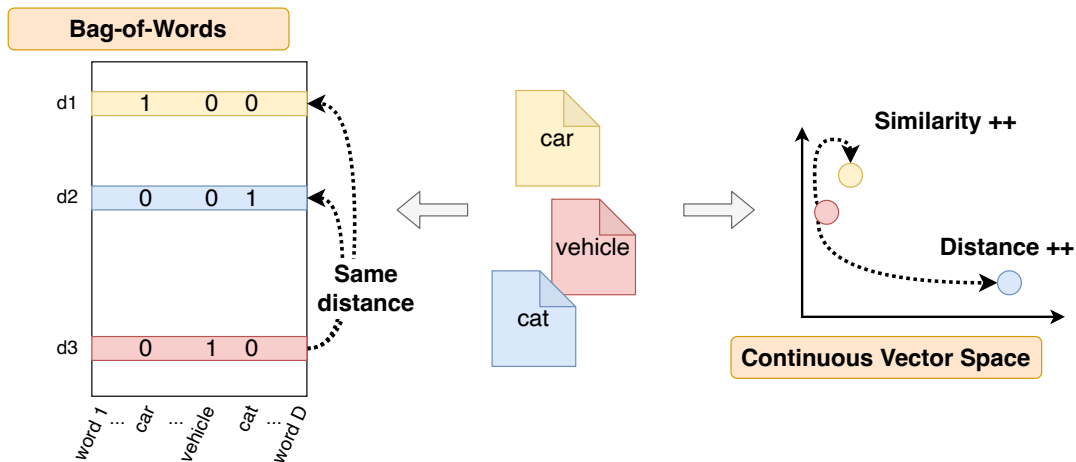 Bag-of-Words
d1 1 0 0
d2 0 0 1
Same
distance
d3 0 1 0
word 1 ... car ... vehicle cat ... word D
car
vehicle
cat
Similarity ++
Distance ++
Continuous Vector Space